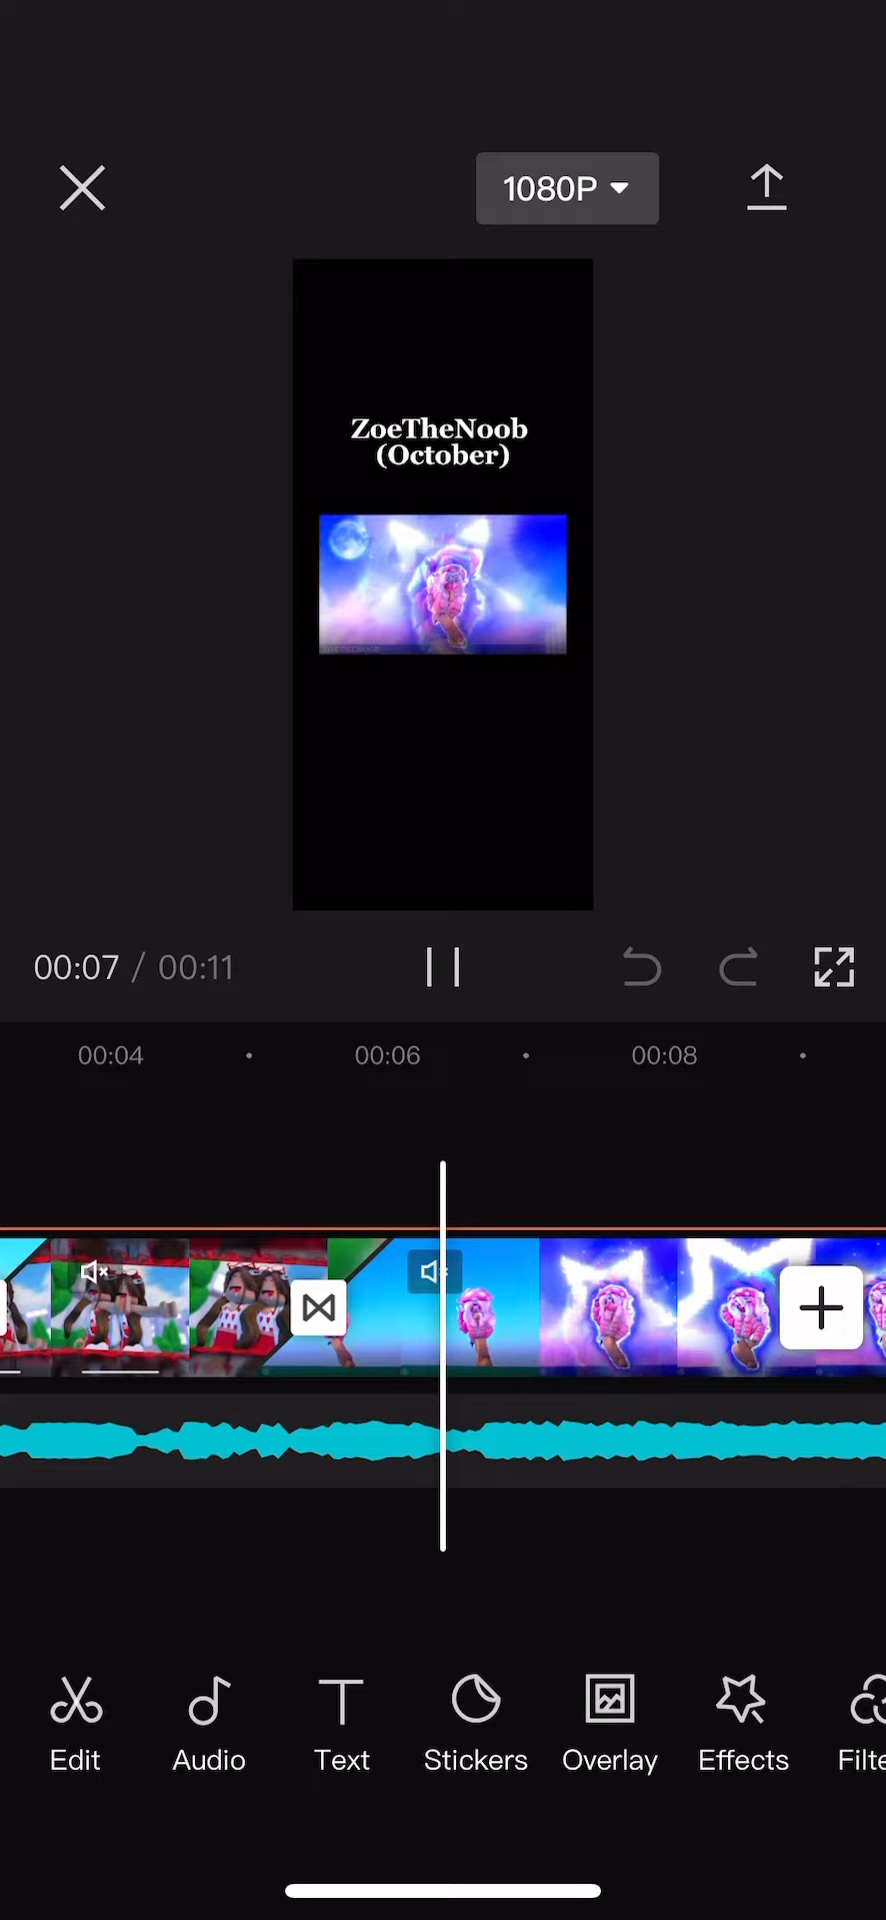 1080P
ZoeTheNoob
(October)
ZOETHENOOB
00:07 / 00:11
00:04
00:06
00:08
Edit
Audio
Text
Stickers
Overlay
Effects
Filte